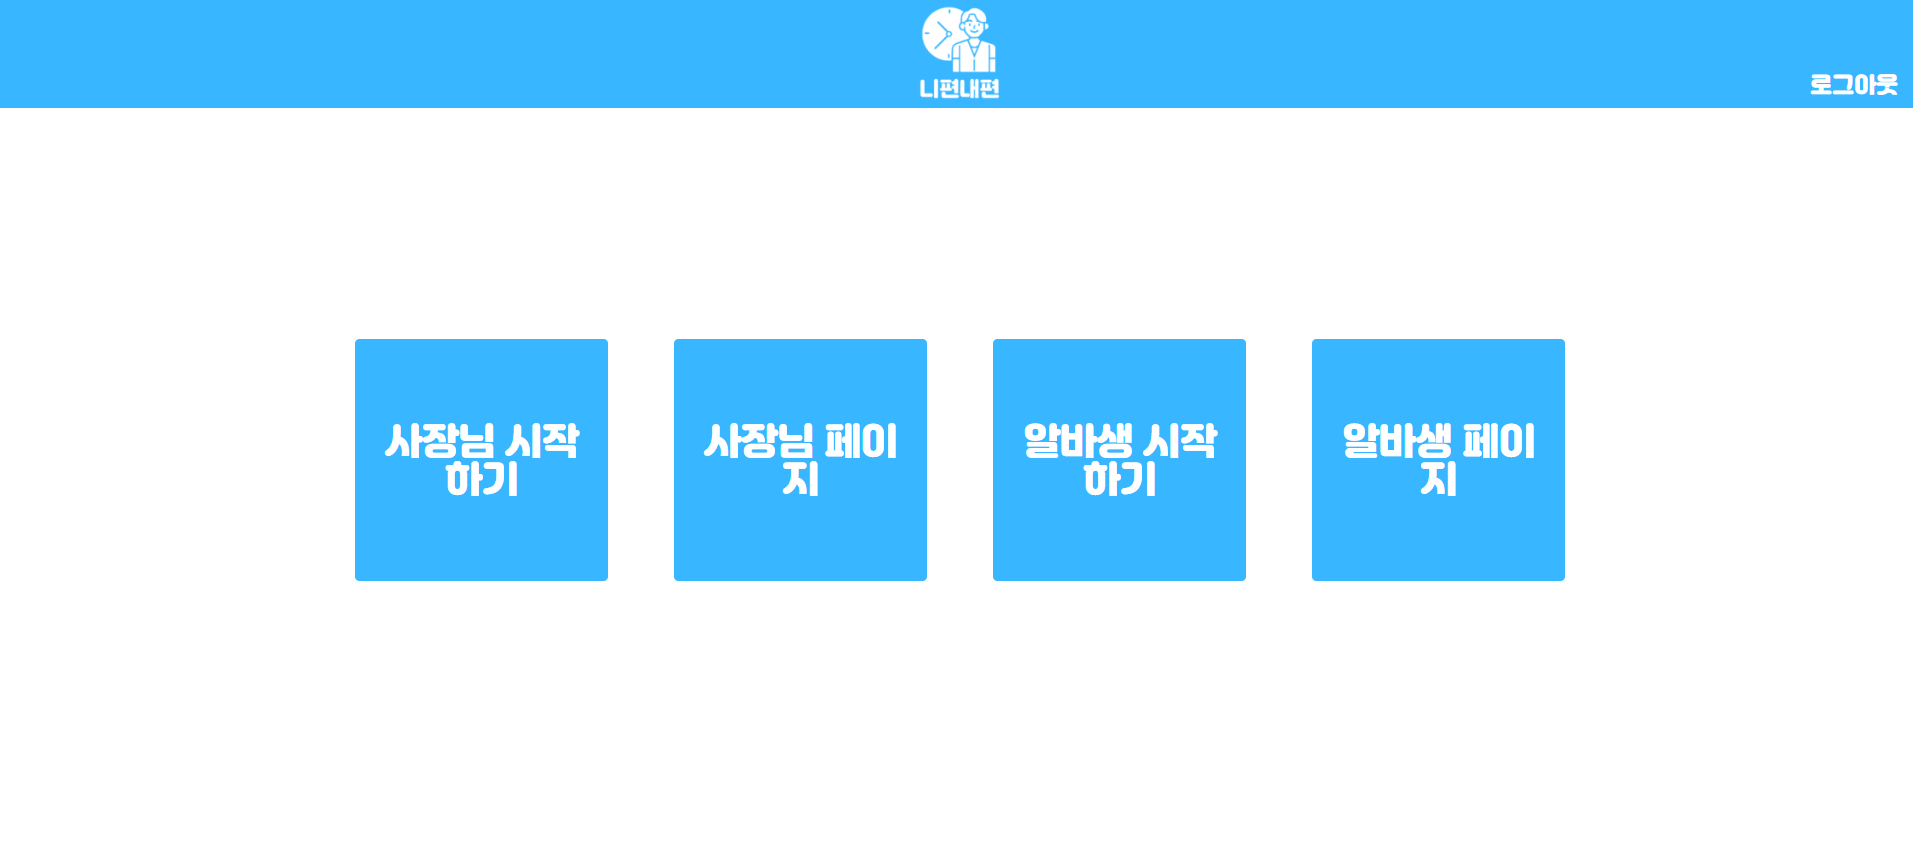 니편내편
로그아웃
사장님 시작
하기
사장님 페이
지
알바생 시작
하기
알바생 페이
지